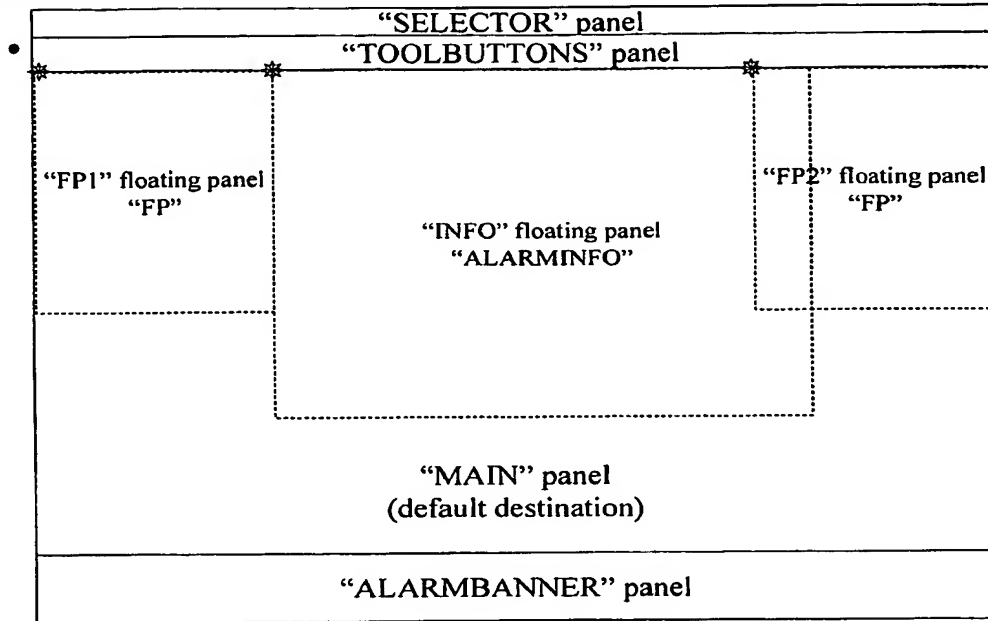 “SELECTOR” panel
“TOOLBUTTONS” panel
“FP1” floating panel
“FP”
“INFO” floating panel
“ALARMINFO”
“FP2” floating panel
“FP”
“MAIN” panel
(default destination)
“ALARMBANNER” panel